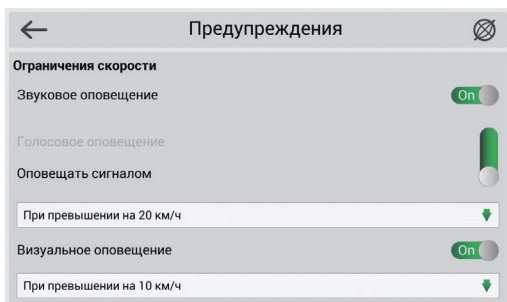 Предупреждения
Ограничения скорости
Звуковое оповещение
On
Голосовое оповещение
Оповещать сигналом
При превышении на 20 км/ч
Визуальное оповещение
On
При превышении на 10 км/ч